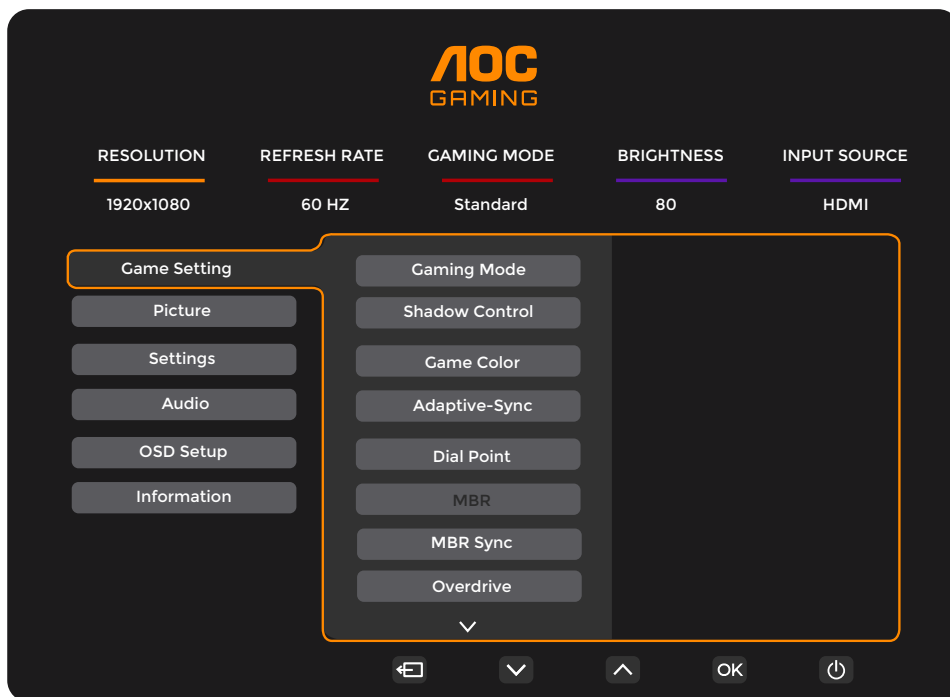 AOC
GAMING
RESOLUTION REFRESH RATE GAMING MODE BRIGHTNESS INPUT SOURCE
1920x1080 60 HZ Standard 80 HDMI
Game Setting
Picture
Settings
Audio
OSD Setup
Information
Gaming Mode
Shadow Control
Game Color
Adaptive-Sync
Dial Point
MBR
MBR Sync
Overdrive
OK